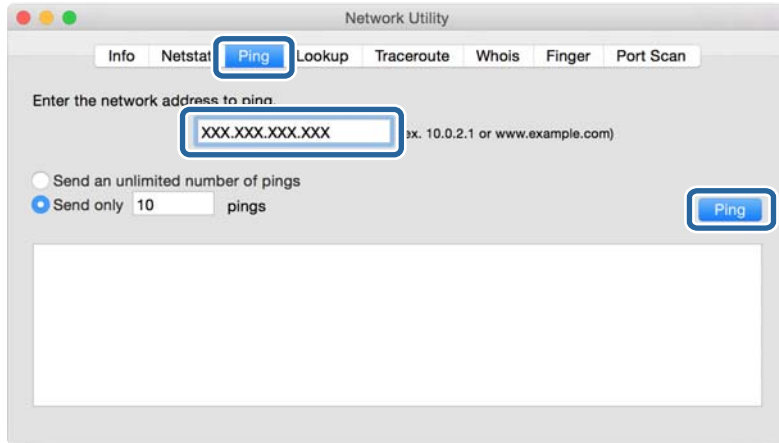 Network Utility
Info Netstat Ping Lookup Traceroute Whois Finger Port Scan
Enter the network address to ping.
XXX.XXX.XXX.XXX ex. 10.0.2.1 or www.example.com)
Send an unlimited number of pings
Send only 10 pings
Ping